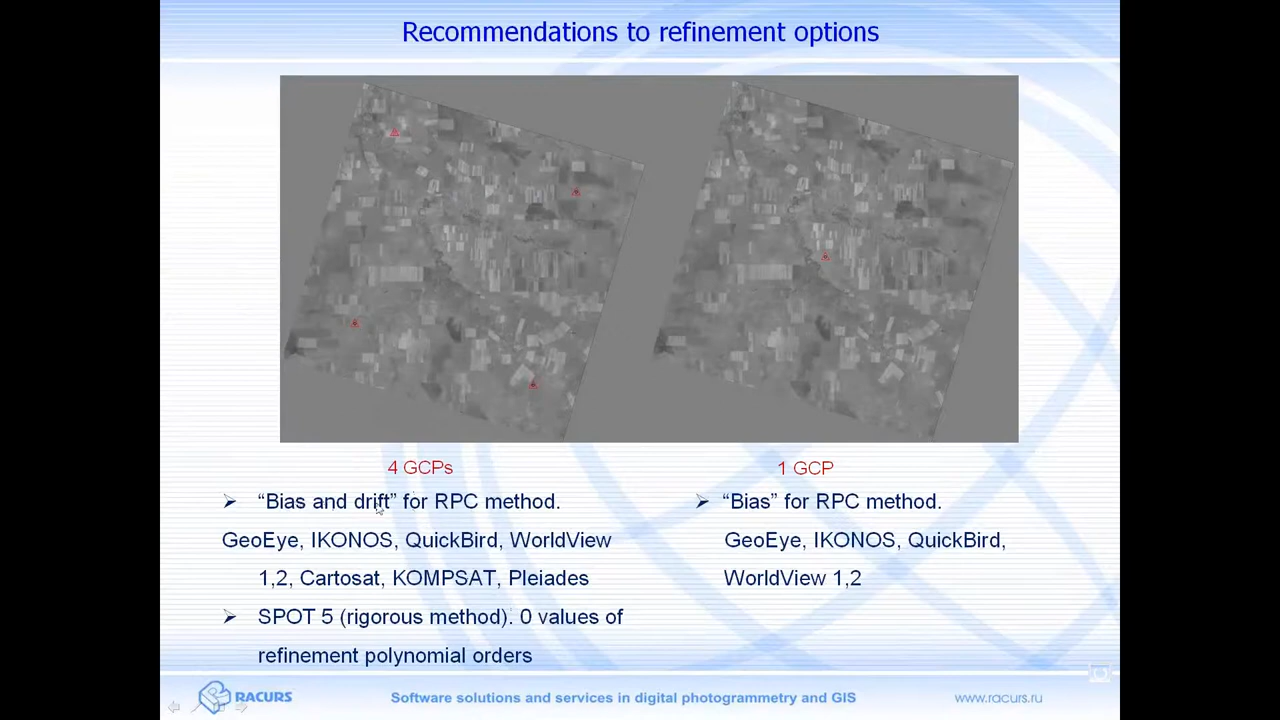 Recommendations to refinement options
4 GCPs
“Bias and drift” for RPC method.
GeoEye, IKONOS, QuickBird, WorldView
1,2, Cartosat, KOMPSAT, Pleiades
SPOT 5 (rigorous method). 0 values of
refinement polynomial orders
1 GCP
“Bias” for RPC method.
GeoEye, IKONOS, QuickBird,
WorldView 1,2
RACURS
Software solutions and services in digital photogrammetry and GIS
www.racurs.ru